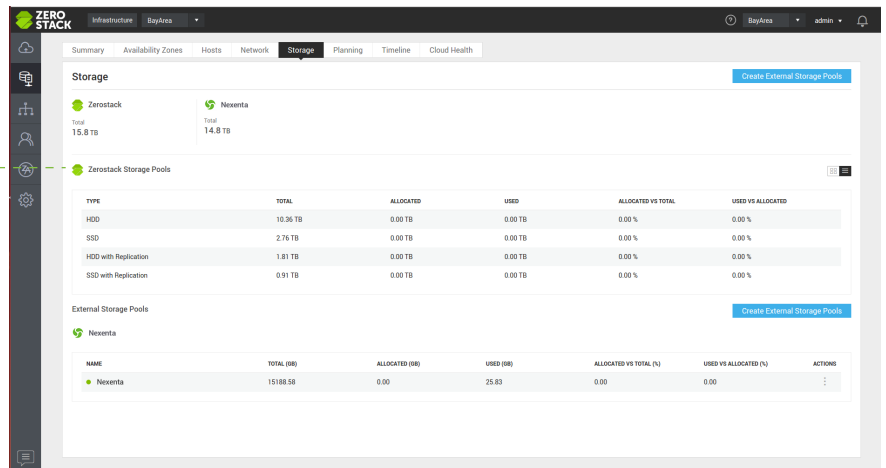 ZERO
STACK
Infrastructure BayArea
? BayArea admin
Summary Availability Zones Hosts Network Storage Planning Timeline Cloud Health
Storage
Create External Storage Pools
Zerostack
Total
15.8 TB
Nexenta
Total
14.8 TB
Zerostack Storage Pools
TYPE TOTAL ALLOCATED USED ALLOCATED VS TOTAL USED VS ALLOCATED
HDD 10.36 TB 0.00 TB 0.00 TB 0.00 % 0.00 %
SSD 2.76 TB 0.00 TB 0.00 TB 0.00 % 0.00 %
HDD with Replication 1.81 TB 0.00 TB 0.00 TB 0.00 % 0.00 %
SSD with Replication 0.91 TB 0.00 TB 0.00 TB 0.00 % 0.00 %
External Storage Pools
Create External Storage Pools
Nexenta
NAME TOTAL (GB) ALLOCATED (GB) USED (GB) ALLOCATED VS TOTAL (%) USED VS ALLOCATED (%) ACTIONS
Nexenta 15188.58 0.00 25.83 0.00 0.00